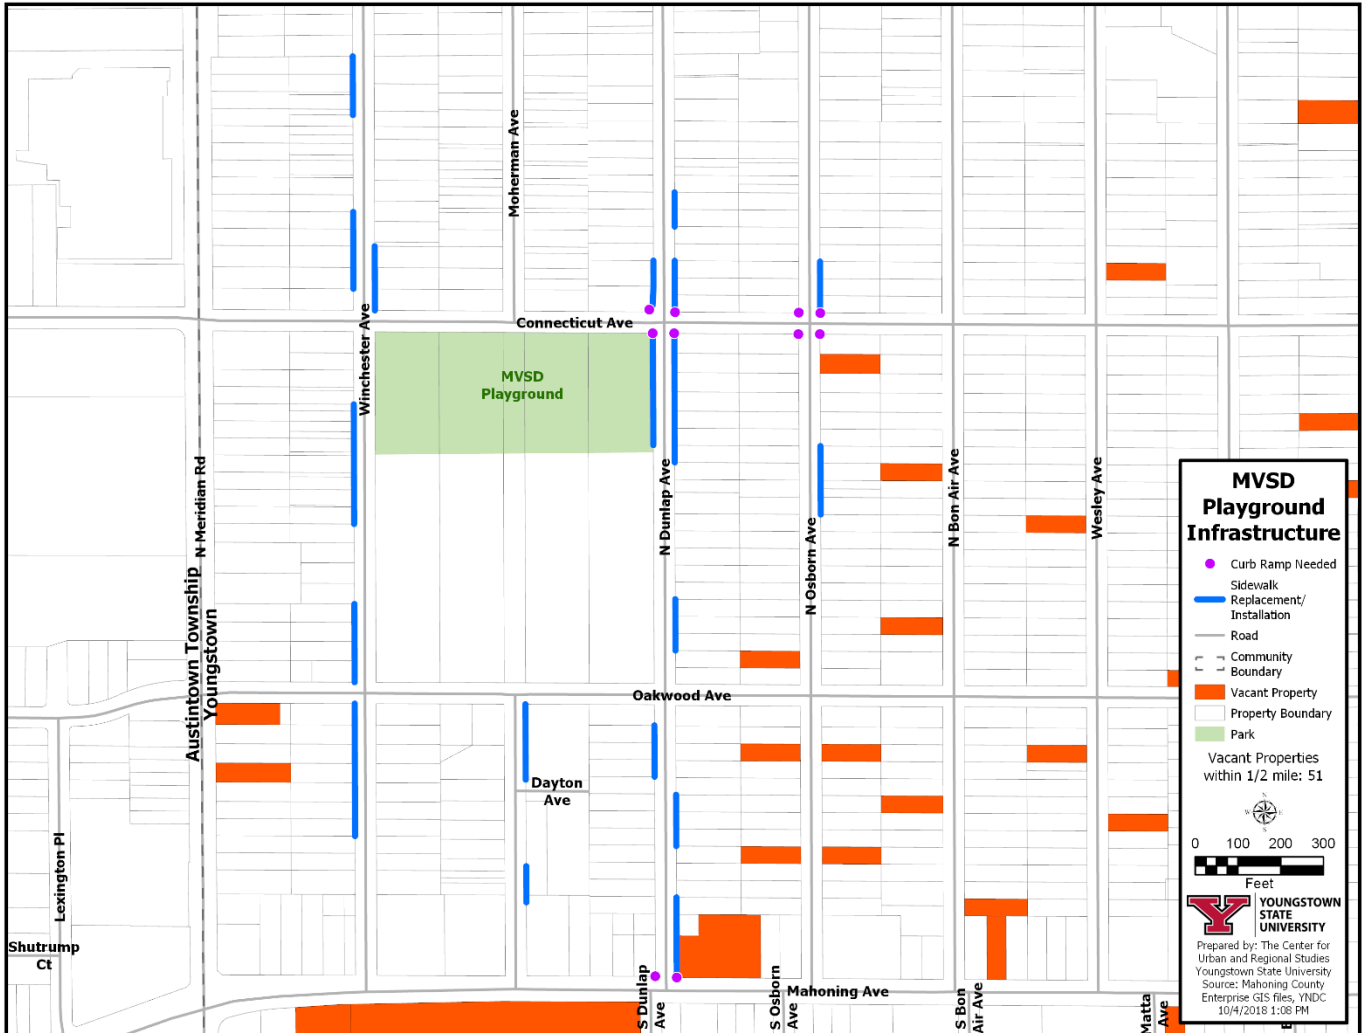 Moherman Ave
Winchester Ave
Connecticut Ave
MVSD
Playground
N Meridian Rd
N Dunlap Ave
N Osborn Ave
N Bon Air Ave
Wesley Ave
Austintown Township
Youngstown
Oakwood Ave
Dayton
Ave
Lexington Pl
Shutrump
Ct
Mahoning Ave
S Dunlap
Ave
S Osborn
Ave
S Bon
Air Ave
Matta
Ave
MVSD
Playground
Infrastructure
Curb Ramp Needed
Sidewalk
Replacement/
Installation
Road
Community
Boundary
Vacant Property
Property Boundary
Park
Vacant Properties
within 1/2 mile: 51
N
W E
S
0 100 200 300
Feet
Y
YOUNGSTOWN
STATE
UNIVERSITY
Prepared by: The Center for
Urban and Regional Studies
Youngstown State University
Source: Mahoning County
Enterprise GIS files, YNDC
10/4/2018 1:08 PM